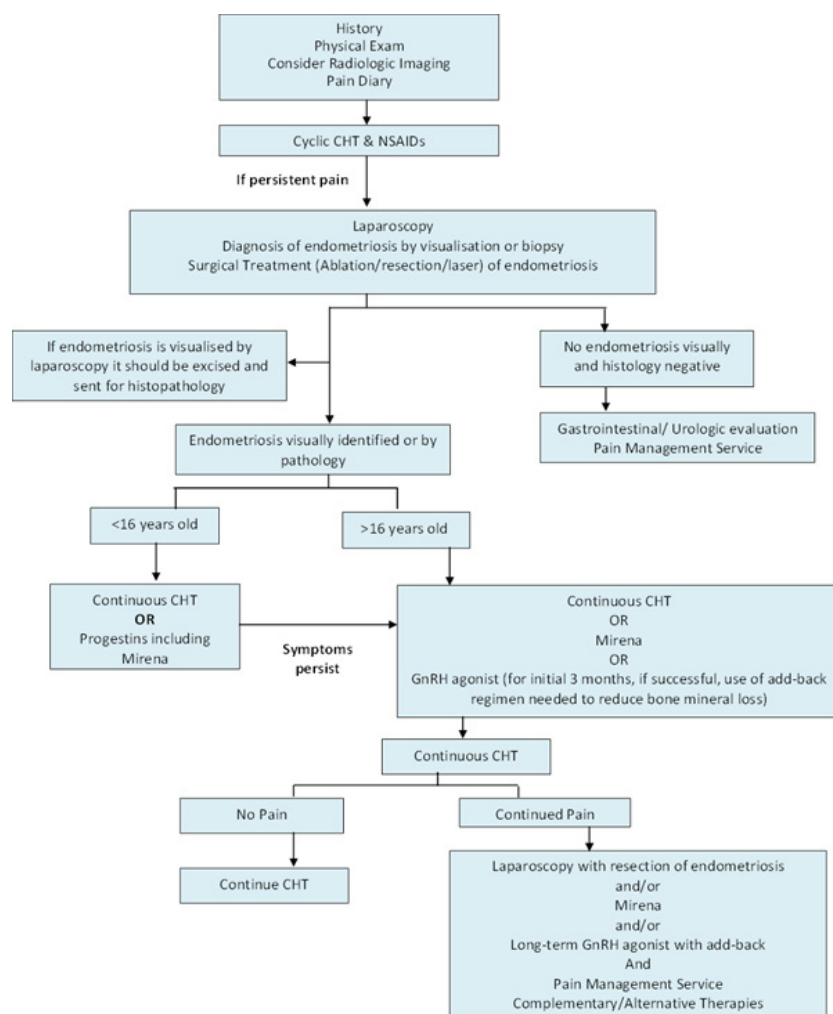 History
Physical Exam
Consider Radiologic Imaging
Pain Diary
Cyclic CHT & NSAIDs
If persistent pain
Laparoscopy
Diagnosis of endometriosis by visualisation or biopsy
Surgical Treatment (Ablation/resection/laser) of endometriosis
If endometriosis is visualised by
laparoscopy it should be excised and
sent for histopathology
No endometriosis visually
and histology negative
Gastrointestinal/ Urologic evaluation
Pain Management Service
Endometriosis visually identified or by
pathology
<16 years old
>16 years old
Continuous CHT
OR
Progestins including
Mirena
Symptoms
persist
Continuous CHT
OR
Mirena
OR
GnRH agonist (for initial 3 months, if successful, use of add-back
regimen needed to reduce bone mineral loss)
Continuous CHT
No Pain
Continued Pain
Continue CHT
Laparoscopy with resection of endometriosis
and/or
Mirena
and/or
Long-term GnRH agonist with add-back
And
Pain Management Service
Complementary/Alternative Therapies